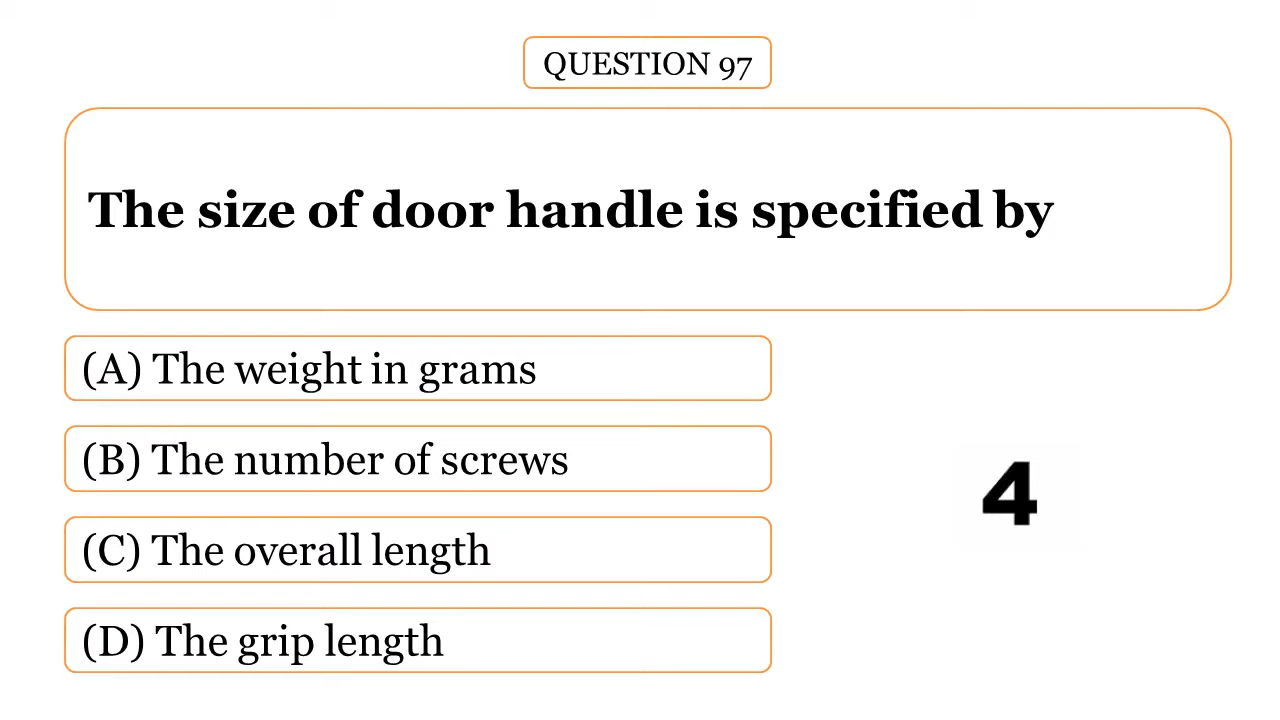 QUESTION 97
The size of door handle is specified by
(A) The weight in grams
(B) The number of screws
4
(C) The overall length
(D) The grip length